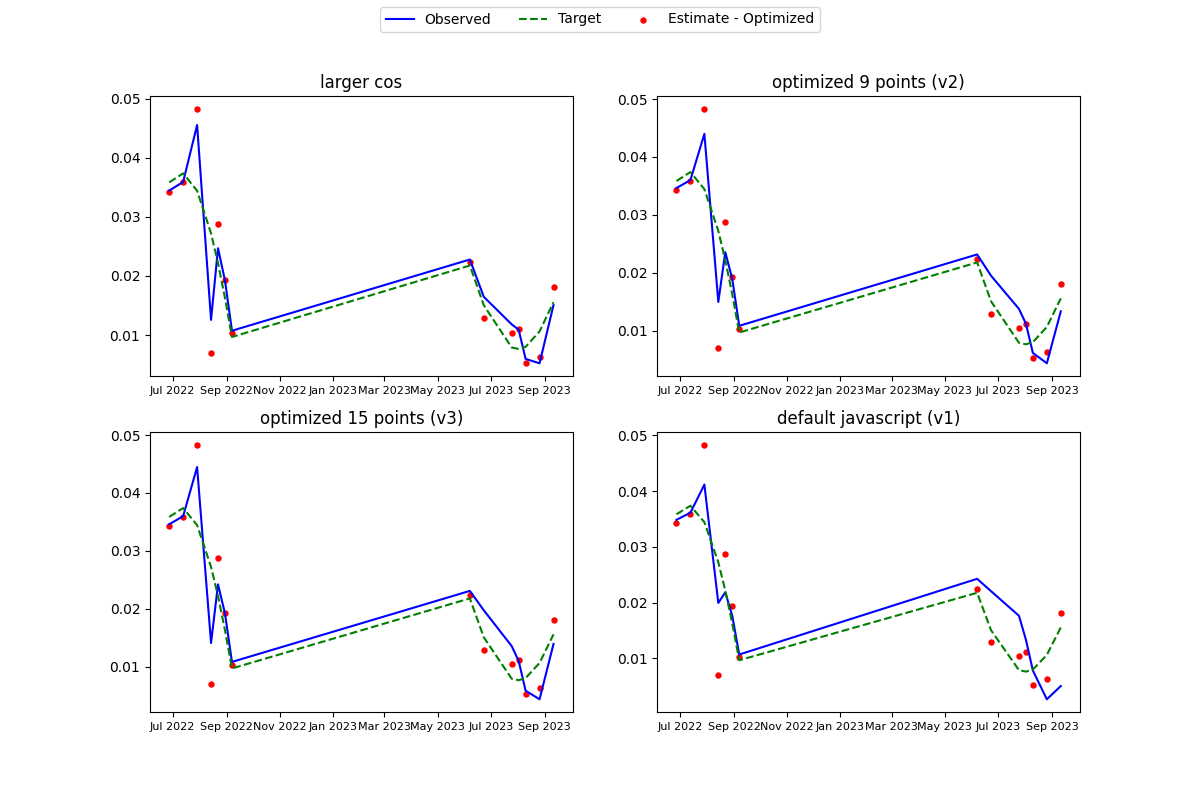 Observed Target Estimate - Optimized
larger cos
0.05
0.04
0.03
0.02
0.01
Jul 2022 Sep 2022 Nov 2022 Jan 2023 Mar 2023 May 2023 Jul 2023 Sep 2023
optimized 9 points (v2)
0.05
0.04
0.03
0.02
0.01
Jul 2022 Sep 2022 Nov 2022 Jan 2023 Mar 2023 May 2023 Jul 2023 Sep 2023
optimized 15 points (v3)
0.05
0.04
0.03
0.02
0.01
Jul 2022 Sep 2022 Nov 2022 Jan 2023 Mar 2023 May 2023 Jul 2023 Sep 2023
default javascript (v1)
0.05
0.04
0.03
0.02
0.01
Jul 2022 Sep 2022 Nov 2022 Jan 2023 Mar 2023 May 2023 Jul 2023 Sep 2023